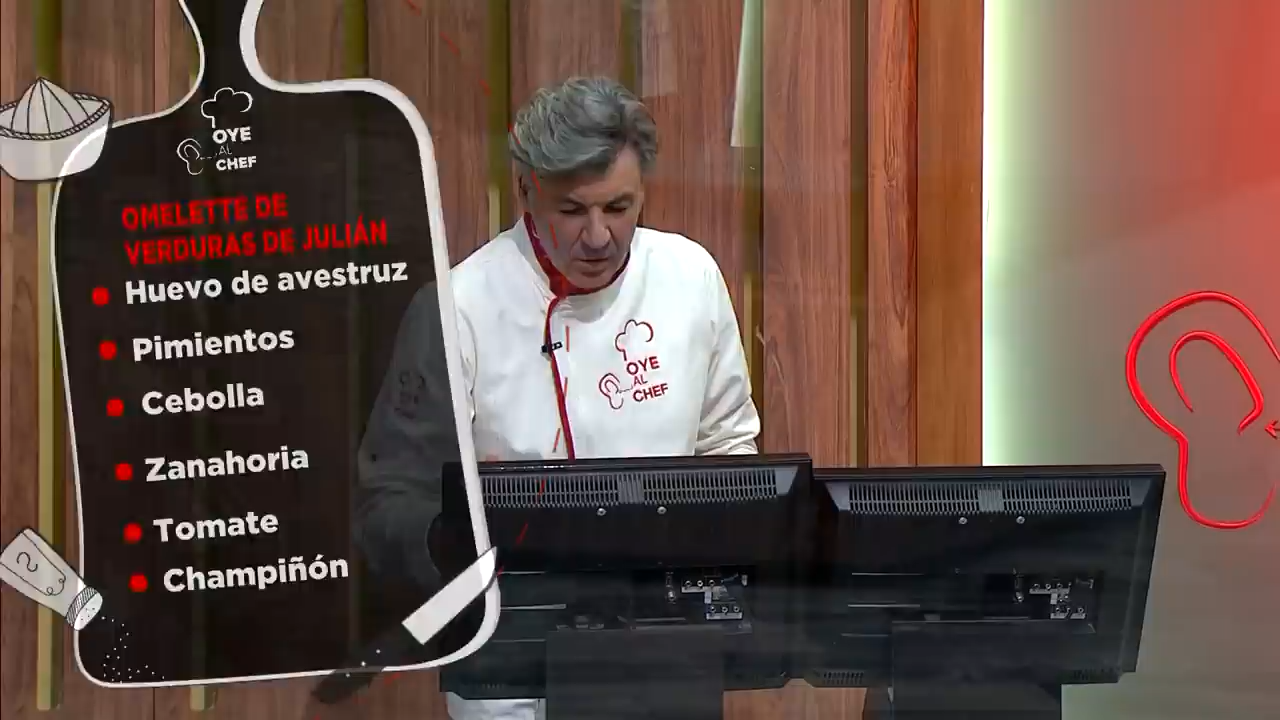 OYE
AL
CHEF
OMELETTE DE
VERDURAS DE JULIÁN
Huevo de avestruz
Pimientos
Cebolla
Zanahoria
Tomate
Champiñón
OYE
AL
CHEF